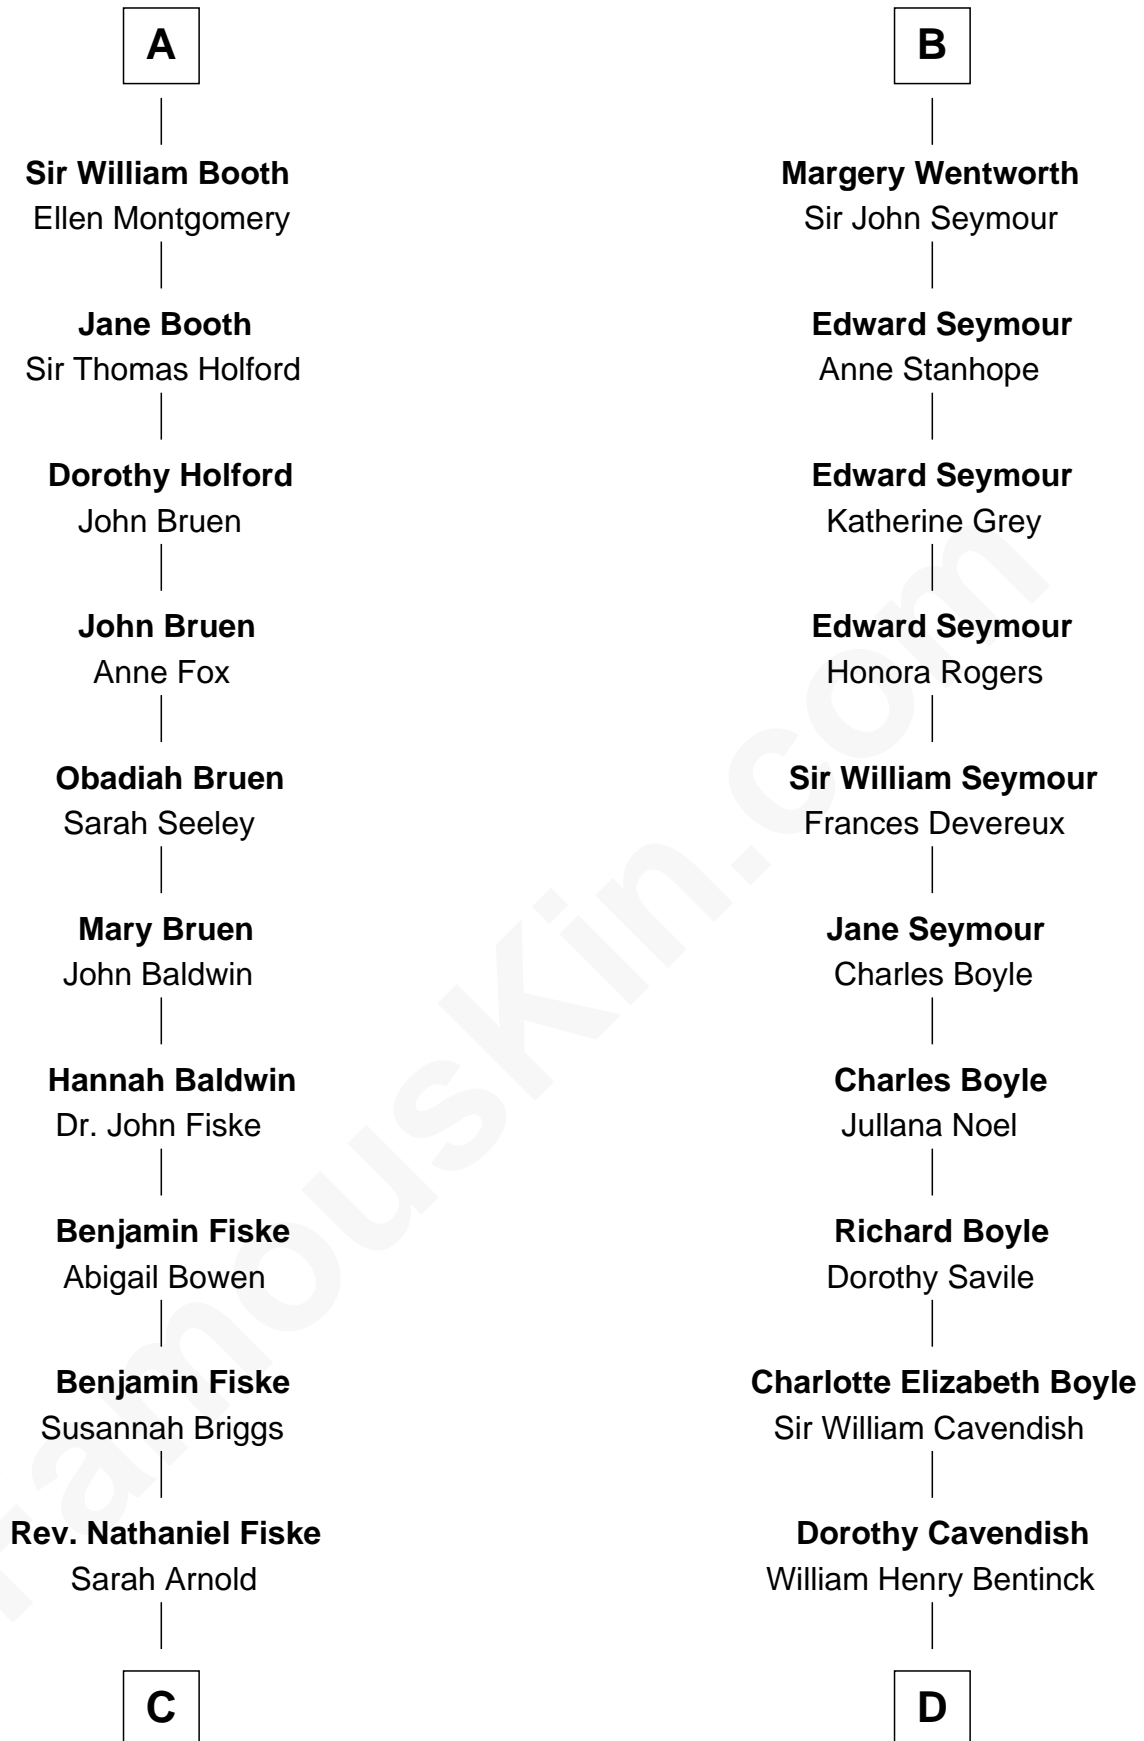 A
Sir William Booth
Ellen Montgomery
Jane Booth
Sir Thomas Holford
Dorothy Holford
John Bruen
John Bruen
Anne Fox
Obadiah Bruen
Sarah Seeley
Mary Bruen
John Baldwin
Hannah Baldwin
Dr. John Fiske
Benjamin Fiske
Abigail Bowen
Benjamin Fiske
Susannah Briggs
Rev. Nathaniel Fiske
Sarah Arnold
C
B
Margery Wentworth
Sir John Seymour
Edward Seymour
Anne Stanhope
Edward Seymour
Katherine Grey
Edward Seymour
Honora Rogers
Sir William Seymour
Frances Devereux
Jane Seymour
Charles Boyle
Charles Boyle
Jullana Noel
Richard Boyle
Dorothy Savile
Charlotte Elizabeth Boyle
Sir William Cavendish
Dorothy Cavendish
William Henry Bentinck
D
FamousKin.com